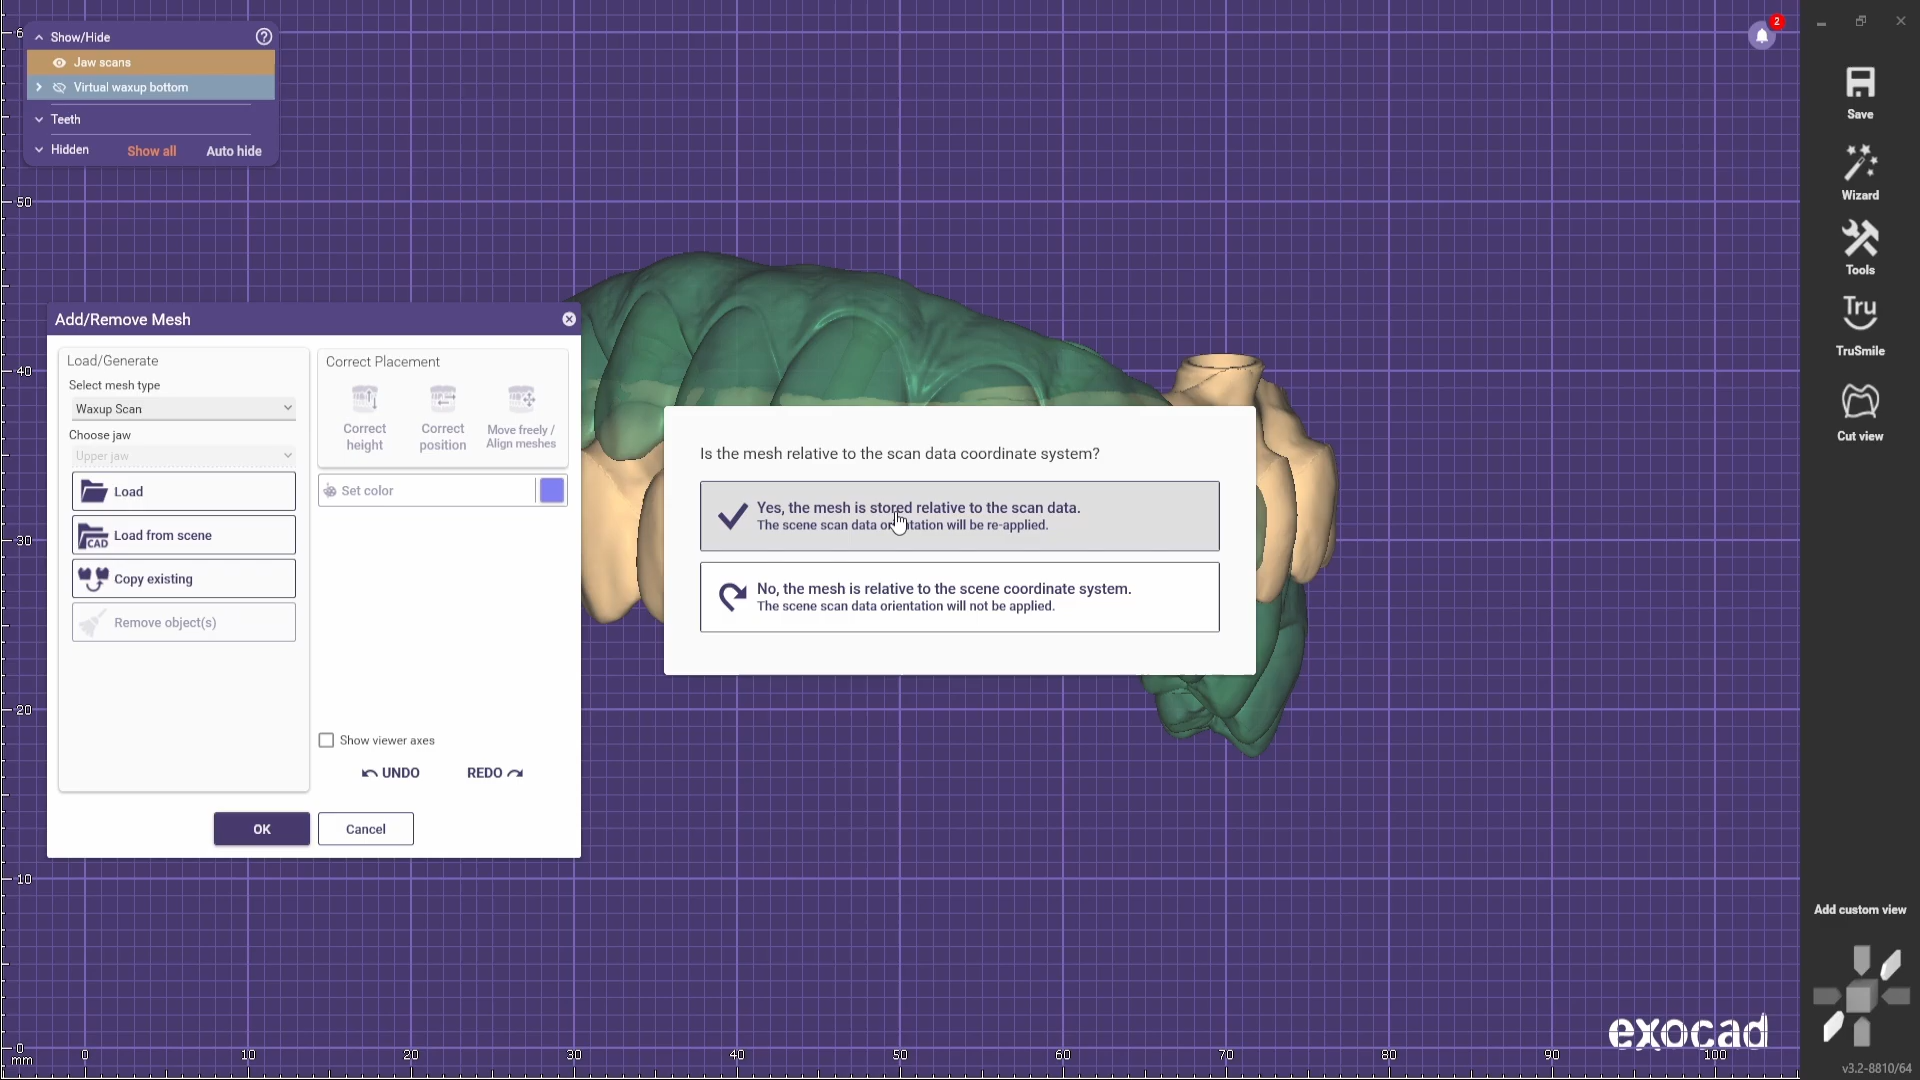 Show/Hide
Jaw scans
Virtual waxup bottom
Teeth
Hidden Show all Auto hide
2
Save
Wizard
Tools
Tru
TruSmile
Cut view
Add/Remove Mesh
Load/Generate
Select mesh type
Waxup Scan
Choose jaw
Upper jaw
Load
CAD Load from scene
Copy existing
Remove object(s)
Correct Placement
Correct height
Correct position
Move freely / Align meshes
Set color
Show viewer axes
UNDO REDO
OK Cancel
Is the mesh relative to the scan data coordinate system?
Yes, the mesh is stored relative to the scan data.
The scene scan data orientation will be re-applied.
No, the mesh is relative to the scene coordinate system.
The scene scan data orientation will not be applied.
6
50
40
30
20
10
0
mm 0 10 20 30 40 50 60 70 80 90 100
Add custom view
exocad
v3.2-8810/64